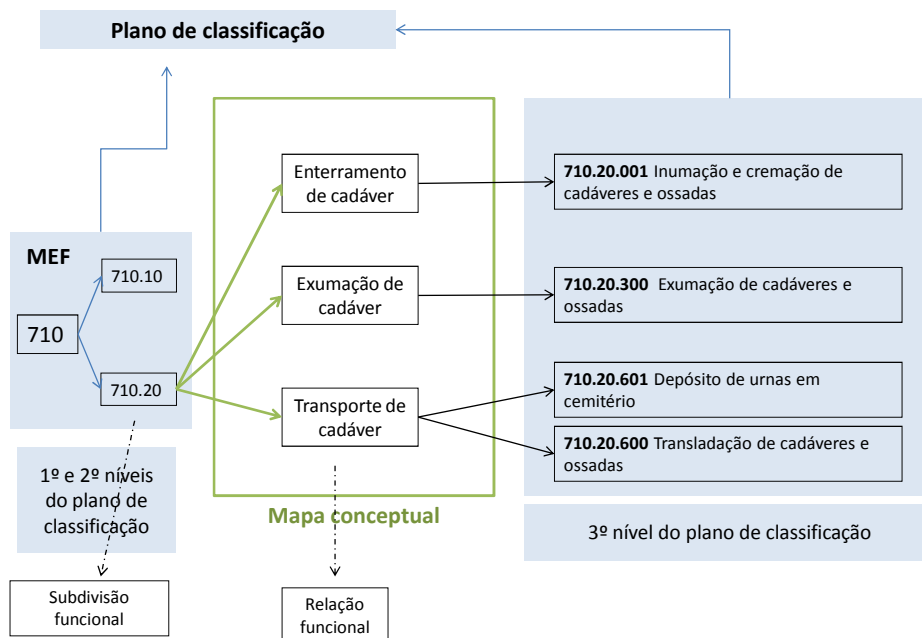 Plano de classificação
MEF
710
710.10
710.20
1º e 2º níveis
do plano de
classificação
Subdivisão
funcional
Enterramento
de cadáver
Exumação de
cadáver
Transporte de
cadáver
Mapa conceptual
Relação
funcional
710.20.001 Inumação e cremação de
cadáveres e ossadas
710.20.300 Exumação de cadáveres e
ossadas
710.20.601 Depósito de urnas em
cemitério
710.20.600 Transladação de cadáveres e
ossadas
3º nível do plano de classificação